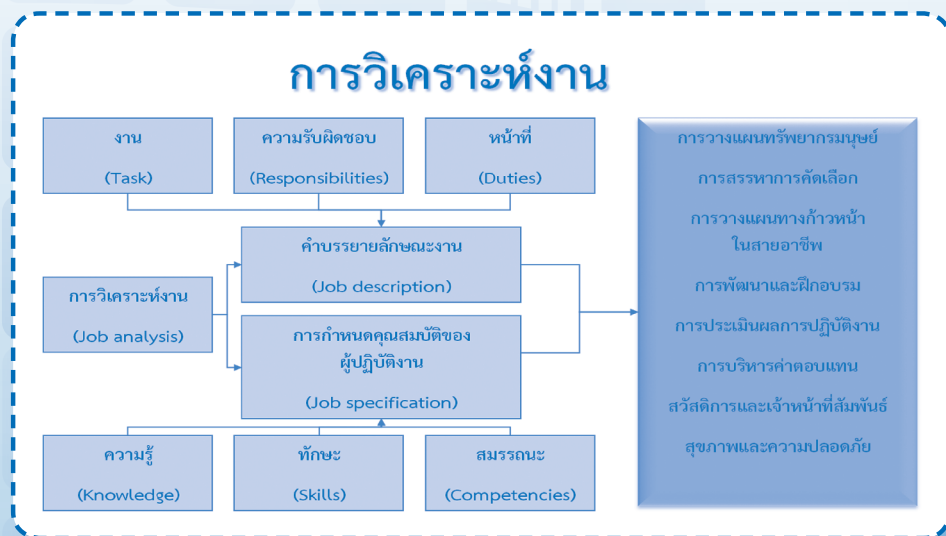 การวิเคราะห์งาน
งาน
(Task)
ความรับผิดชอบ
(Responsibilities)
หน้าที่
(Duties)
คำบรรยายลักษณะงาน
(Job description)
การวิเคราะห์งาน
(Job analysis)
การกำหนดคุณสมบัติของ
ผู้ปฏิบัติงาน
(Job specification)
ความรู้
(Knowledge)
ทักษะ
(Skills)
สมรรถนะ
(Competencies)
การวางแผนทรัพยากรมนุษย์
การสรรหาการคัดเลือก
การวางแผนทางก้าวหน้า
ในสายอาชีพ
การพัฒนาและฝึกอบรม
การประเมินผลการปฏิบัติงาน
การบริหารค่าตอบแทน
สวัสดิการและเจ้าหน้าที่สัมพันธ์
สุขภาพและความปลอดภัย